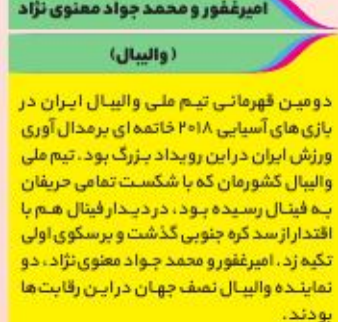 امیرغفور و محمد جواد معنوی نژاد
(والیبال)
دومین قهرمانی تیم ملی والیبال ایران در
بازی های آسیایی ۲۰۱۸ خاتمه ای بر مدال آوری
ورزش ایران در این رویداد بزرگ بود. تیم ملی
والیبال کشورمان که با شکست تمامی حریفان
به فینال رسیده بود، در دیدار فینال هم با
اقتدار از سد کره جنوبی گذشت و بر سکوی اولی
تکیه زد. امیرغفور و محمد جواد معنوی نژاد، دو
نماینده والیبال نصف جهان در این رقابت ها
بودند.